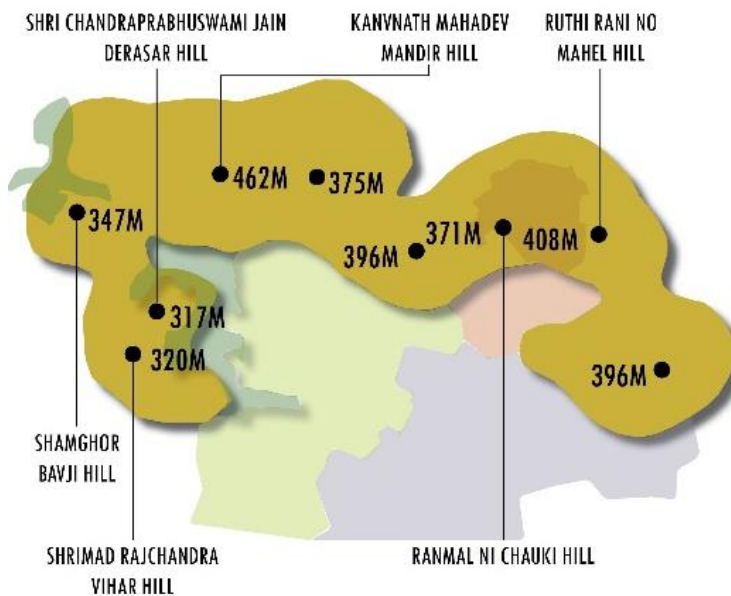 SHRI CHANDRAPRABHUSWAMI JAIN
DERASAR HILL
KANVNATH MAHADEV
MANDIR HILL
RUTHI RANI NO
MAHEL HILL
462M
375M
347M
371M
408M
396M
317M
320M
396M
SHAMGHOR
BAVJI HILL
SHRIMAD RAJCHANDRA
VIHAR HILL
RANMAL NI CHAUKI HILL